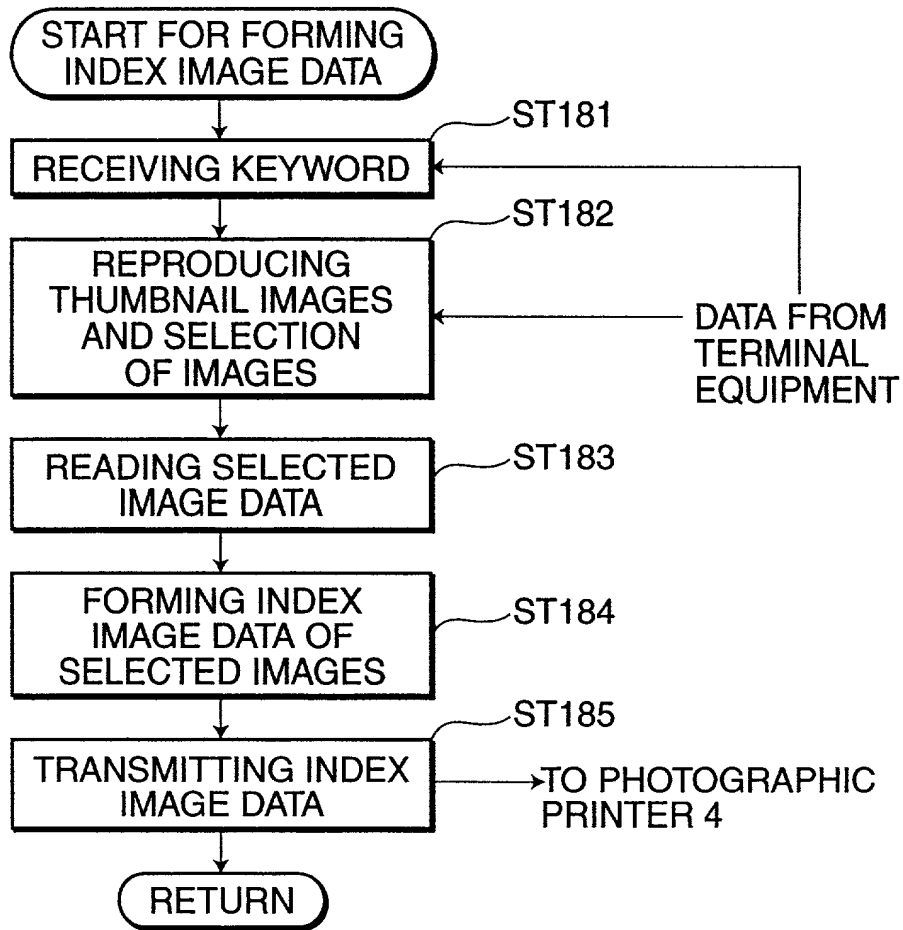 START FOR FORMING
INDEX IMAGE DATA
ST181
RECEIVING KEYWORD
ST182
REPRODUCING
THUMBNAIL IMAGES
AND SELECTION
OF IMAGES
DATA FROM
TERMINAL
EQUIPMENT
ST183
READING SELECTED
IMAGE DATA
ST184
FORMING INDEX
IMAGE DATA OF
SELECTED IMAGES
ST185
TRANSMITTING INDEX
IMAGE DATA
TO PHOTOGRAPHIC
PRINTER 4
RETURN